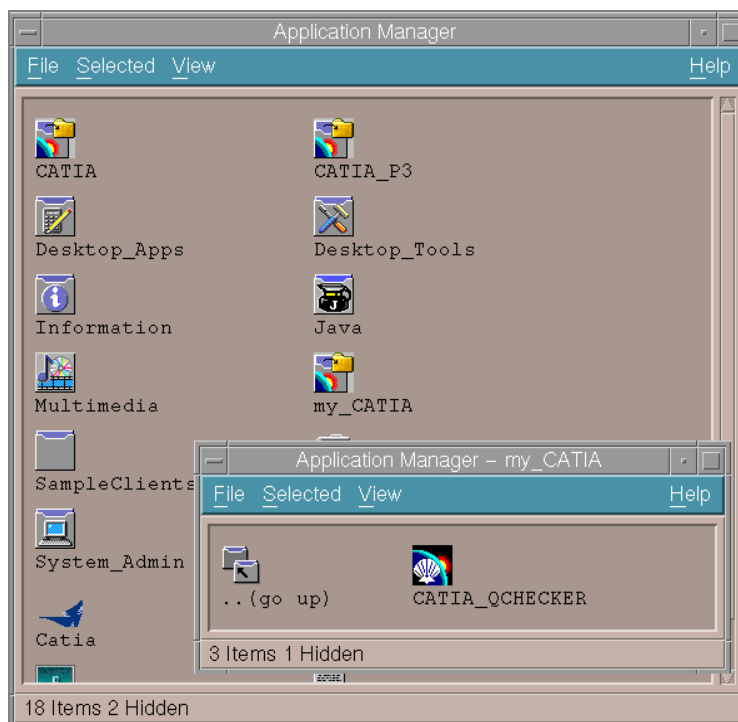 Application Manager
File Selected View Help
CATIA CATIA_P3
Desktop_Apps Desktop_Tools
Information Java
Multimedia my_CATIA
SampleClients
System_Admin
Catia
18 Items 2 Hidden
Application Manager – my_CATIA
File Selected View Help
..(go up) CATIA_QCHECKER
3 Items 1 Hidden